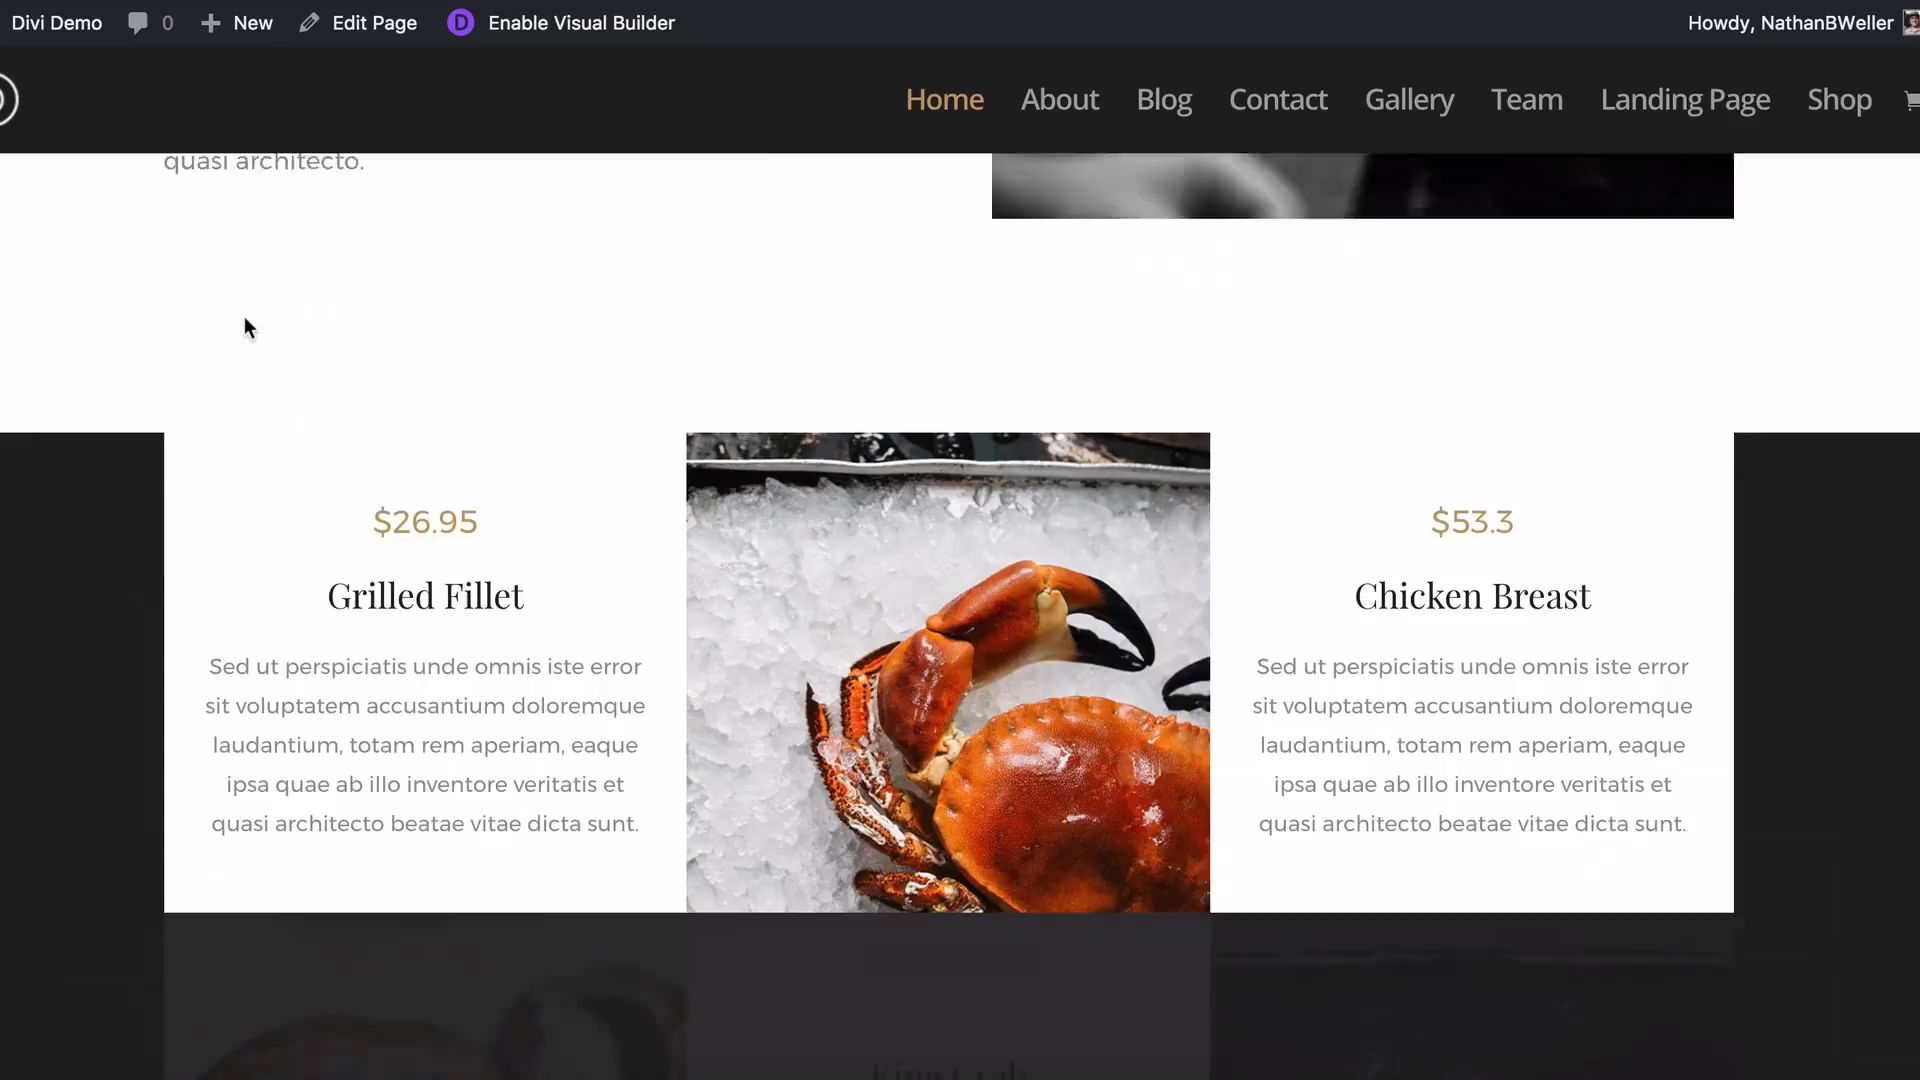 Divi Demo 0 New Edit Page D Enable Visual Builder Howdy, NathanBWeller
Home About Blog Contact Gallery Team Landing Page Shop
quasi architecto.
$26.95
Grilled Fillet
Sed ut perspiciatis unde omnis iste error
sit voluptatem accusantium doloremque
laudantium, totam rem aperiam, eaque
ipsa quae ab illo inventore veritatis et
quasi architecto beatae vitae dicta sunt.
$53.3
Chicken Breast
Sed ut perspiciatis unde omnis iste error
sit voluptatem accusantium doloremque
laudantium, totam rem aperiam, eaque
ipsa quae ab illo inventore veritatis et
quasi architecto beatae vitae dicta sunt.
King Crab